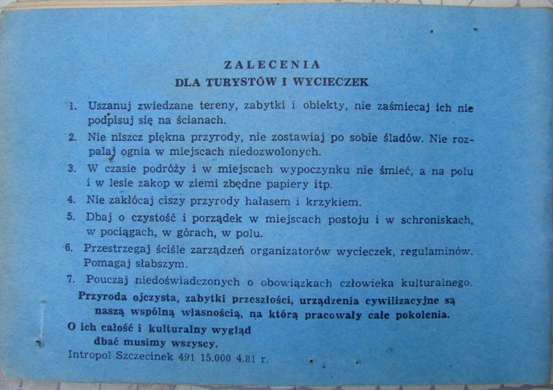 ZALECENIA
DLA TURYSTÓW I WYCIECZEK
1. Uszanuj zwiedzane tereny, zabytki i obiekty, nie zaśmiecaj ich nie
podpisuj się na ścianach.
2. Nie niszcz piękna przyrody, nie zostawiaj po sobie śladów. Nie roz-
palaj ognia w miejscach niedozwolonych.
3. W czasie podróży i w miejscach wypoczynku nie śmieć, a na polu
i w lesie zakop w ziemi zbędne papiery itp.
4. Nie zakłócaj ciszy przyrody hałasem i krzykiem.
5. Dbaj o czystość i porządek w miejscach postoju i w schroniskach,
w pociągach, w górach, w polu.
6. Przestrzegaj ściśle zarządzeń organizatorów wycieczek, regulaminów.
Pomagaj słabszym.
7. Pouczaj niedoświadczonych o obowiązkach człowieka kulturalnego.
Przyroda ojczysta, zabytki przeszłości, urządzenia cywilizacyjne są
naszą wspólną własnością, na którą pracowały całe pokolenia.
O ich całość i kulturalny wygląd
dbać musimy wszyscy.
Intropol Szczecinek 491 15.000 4.81 r.